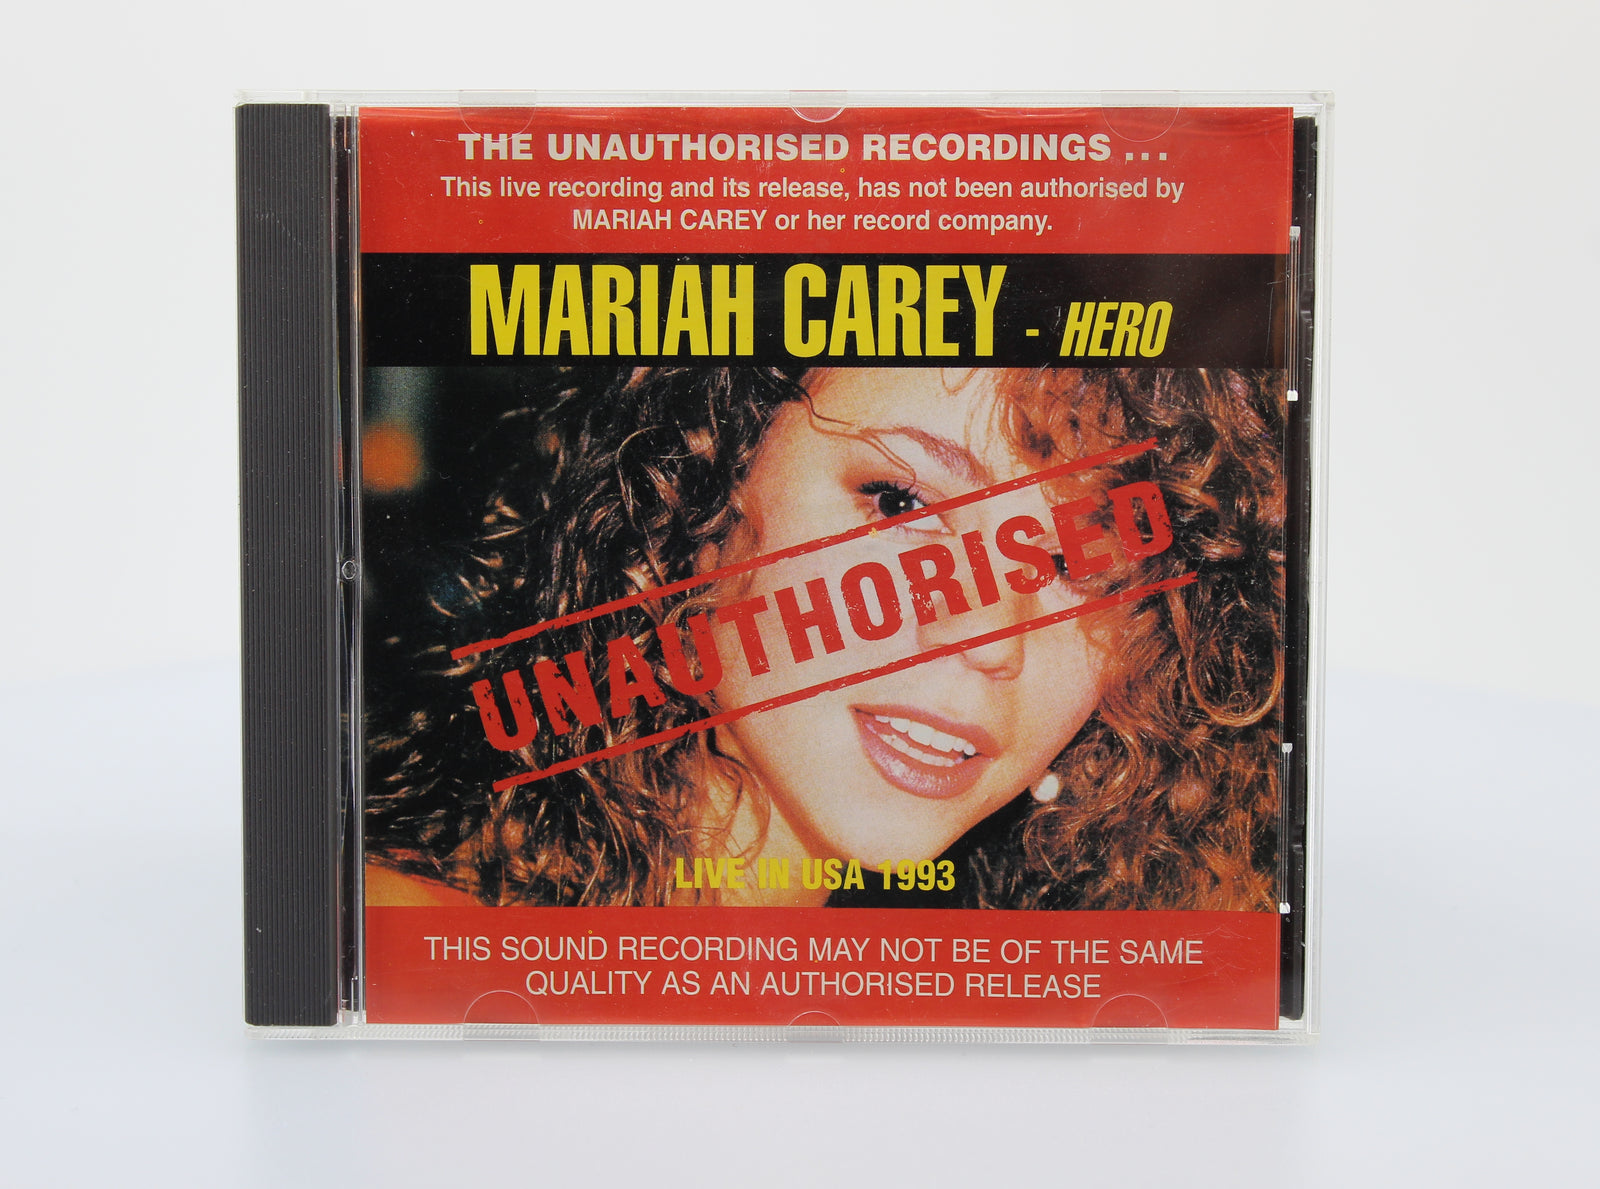 THE UNAUTHORISED RECORDINGS ...
This live recording and its release, has not been authorised by
MARIAH CAREY or her record company.
MARIAH CAREY - HERO
UNAUTHORISED
LIVE IN USA 1993
THIS SOUND RECORDING MAY NOT BE OF THE SAME
QUALITY AS AN AUTHORISED RELEASE